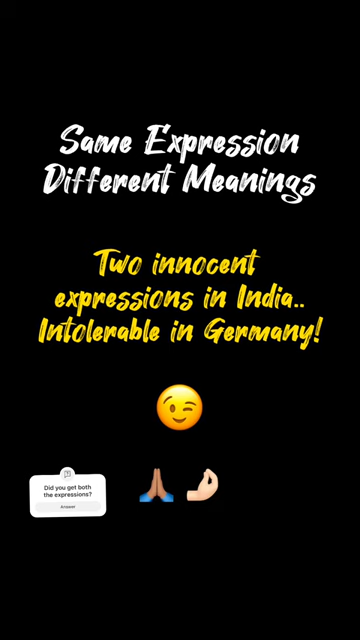 Same Expression
Different Meanings
Two innocent
expressions in India..
Intolerable in Germany!
😉
Did you get both
the expressions?
Answer
🙏🏽🤌🏻